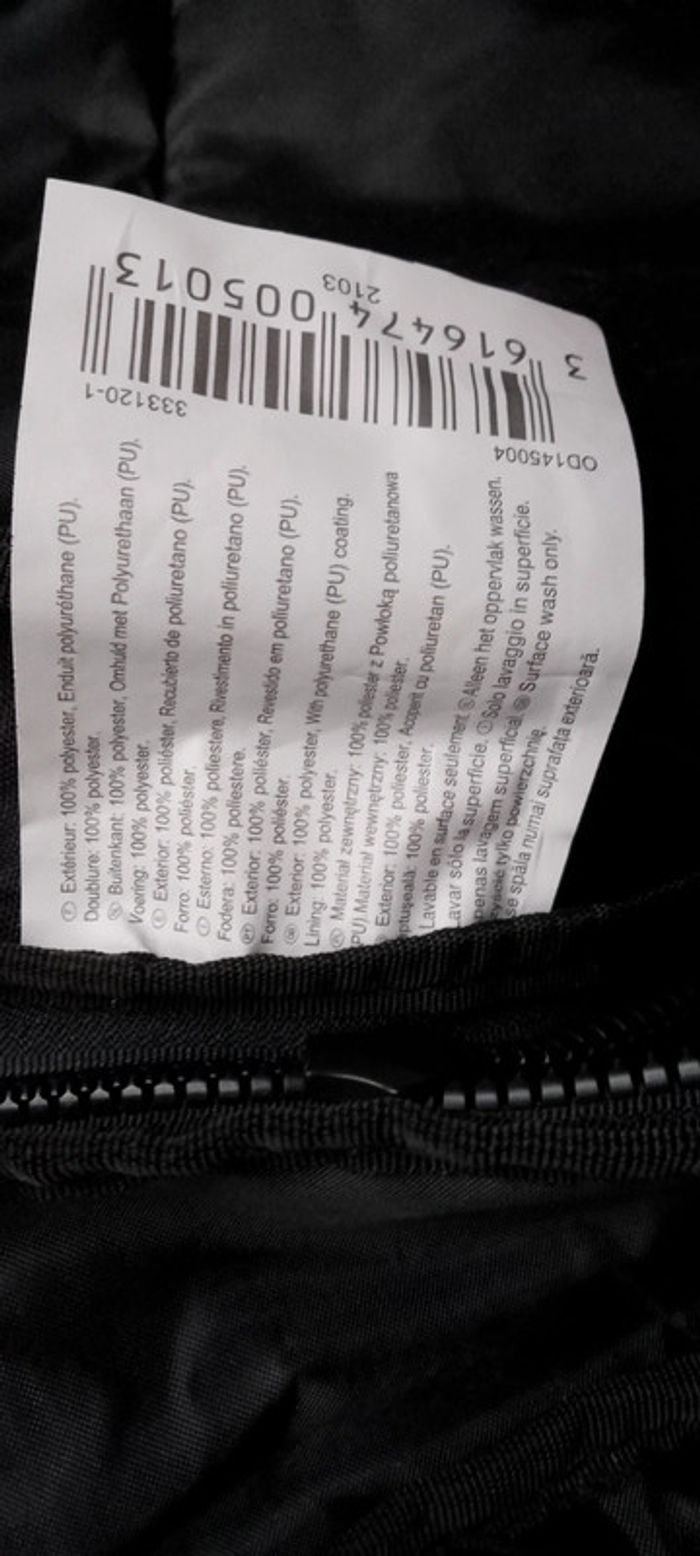 Ⓕ Extérieur: 100% polyester, Enduit polyuréthane (PU).
Doublure: 100% polyester.
Buitenkant: 100% polyester, Omhuld met Polyurethaan (PU).
Voering: 100% polyester.
Ⓔ Exterior: 100% poliéster, Recubierto de poliuretano (PU).
Forro: 100% poliéster.
Ⓘ Esterno: 100% poliestere, Rivestimento in poliuretano (PU).
Fodera: 100% poliestere.
Exterior: 100% poliéster, Revestido em poliuretano (PU).
Forro: 100% poliéster.
Exterior: 100% polyester, With polyurethane (PU) coating.
Lining: 100% polyester.
Materiał zewnętrzny: 100% poliester z Powłoką poliuretanowa
(PU).Materiał wewnętrzny: 100% poliester.
Exterior: 100% poliester, Acoperit cu poliuretan (PU).
100% poliester.
Lavable en surface seulement Alleen het oppervlak wassen.
sólo la superficie. Ⓘ Solo lavaggio in superficie.
lavagem superficial. Surface wash only.
tylko powierzchnię.
se spăla numai suprafața exterioară.
333120-1
OD145004
3 616474 005013
2103